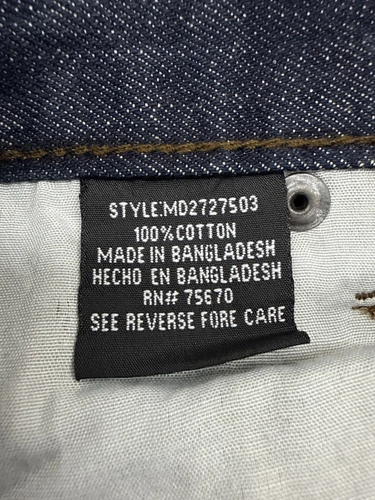 STYLE:MD2727503
100% COTTON
MADE IN BANGLADESH
HECHO EN BANGLADESH
RN# 75670
SEE REVERSE FORE CARE